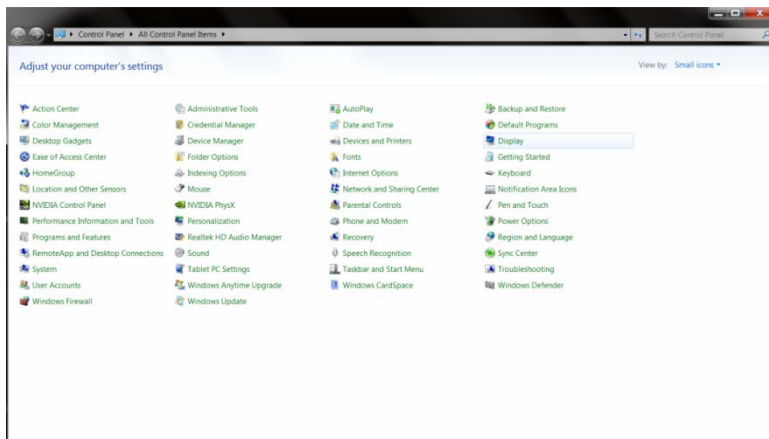 Control Panel ▸ All Control Panel Items ▸ Search Control Panel
Adjust your computer's settings View by: Small icons
Action Center Administrative Tools AutoPlay Backup and Restore
Color Management Credential Manager Date and Time Default Programs
Desktop Gadgets Device Manager Devices and Printers Display
Ease of Access Center Folder Options Fonts Getting Started
HomeGroup Indexing Options Internet Options Keyboard
Location and Other Sensors Mouse Network and Sharing Center Notification Area Icons
NVIDIA Control Panel NVIDIA PhysX Parental Controls Pen and Touch
Performance Information and Tools Personalization Phone and Modem Power Options
Programs and Features Realtek HD Audio Manager Recovery Region and Language
RemoteApp and Desktop Connections Sound Speech Recognition Sync Center
System Tablet PC Settings Taskbar and Start Menu Troubleshooting
User Accounts Windows Anytime Upgrade Windows CardSpace Windows Defender
Windows Firewall Windows Update